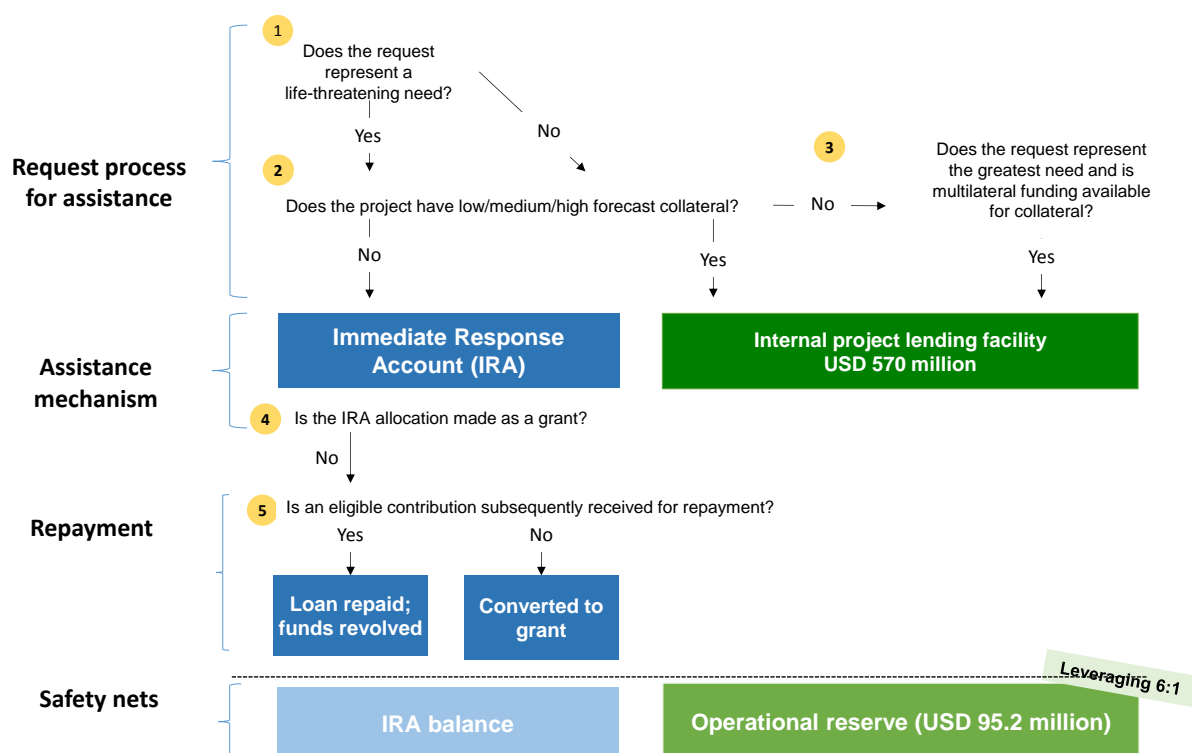 1
Does the request
represent a
life-threatening need?
Yes
No
Request process
for assistance
2
Does the project have low/medium/high forecast collateral?
No
3
Does the request represent
the greatest need and is
multilateral funding available
for collateral?
No
Yes
Yes
Assistance
mechanism
Immediate Response
Account (IRA)
Internal project lending facility
USD 570 million
4
Is the IRA allocation made as a grant?
No
Repayment
5
Is an eligible contribution subsequently received for repayment?
Yes
No
Loan repaid;
funds revolved
Converted to
grant
Leveraging 6:1
Safety nets
IRA balance
Operational reserve (USD 95.2 million)